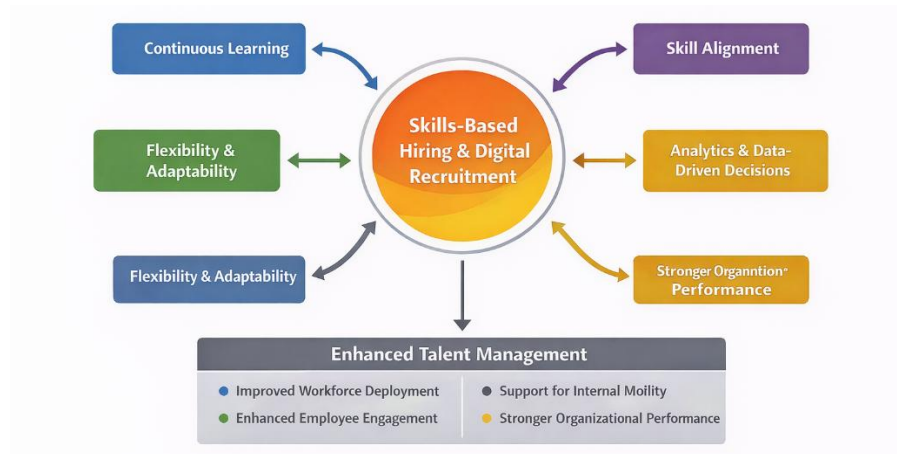 Continuous Learning
Skill Alignment
Skills-Based
Hiring & Digital
Recruitment
Flexibility &
Adaptability
Analytics & Data-
Driven Decisions
Flexibility & Adaptability
Stronger Organntion-
Performance
Enhanced Talent Management
Improved Workforce Deployment
Support for Internal Moility
Enhanced Employee Engagement
Stronger Organizational Performance